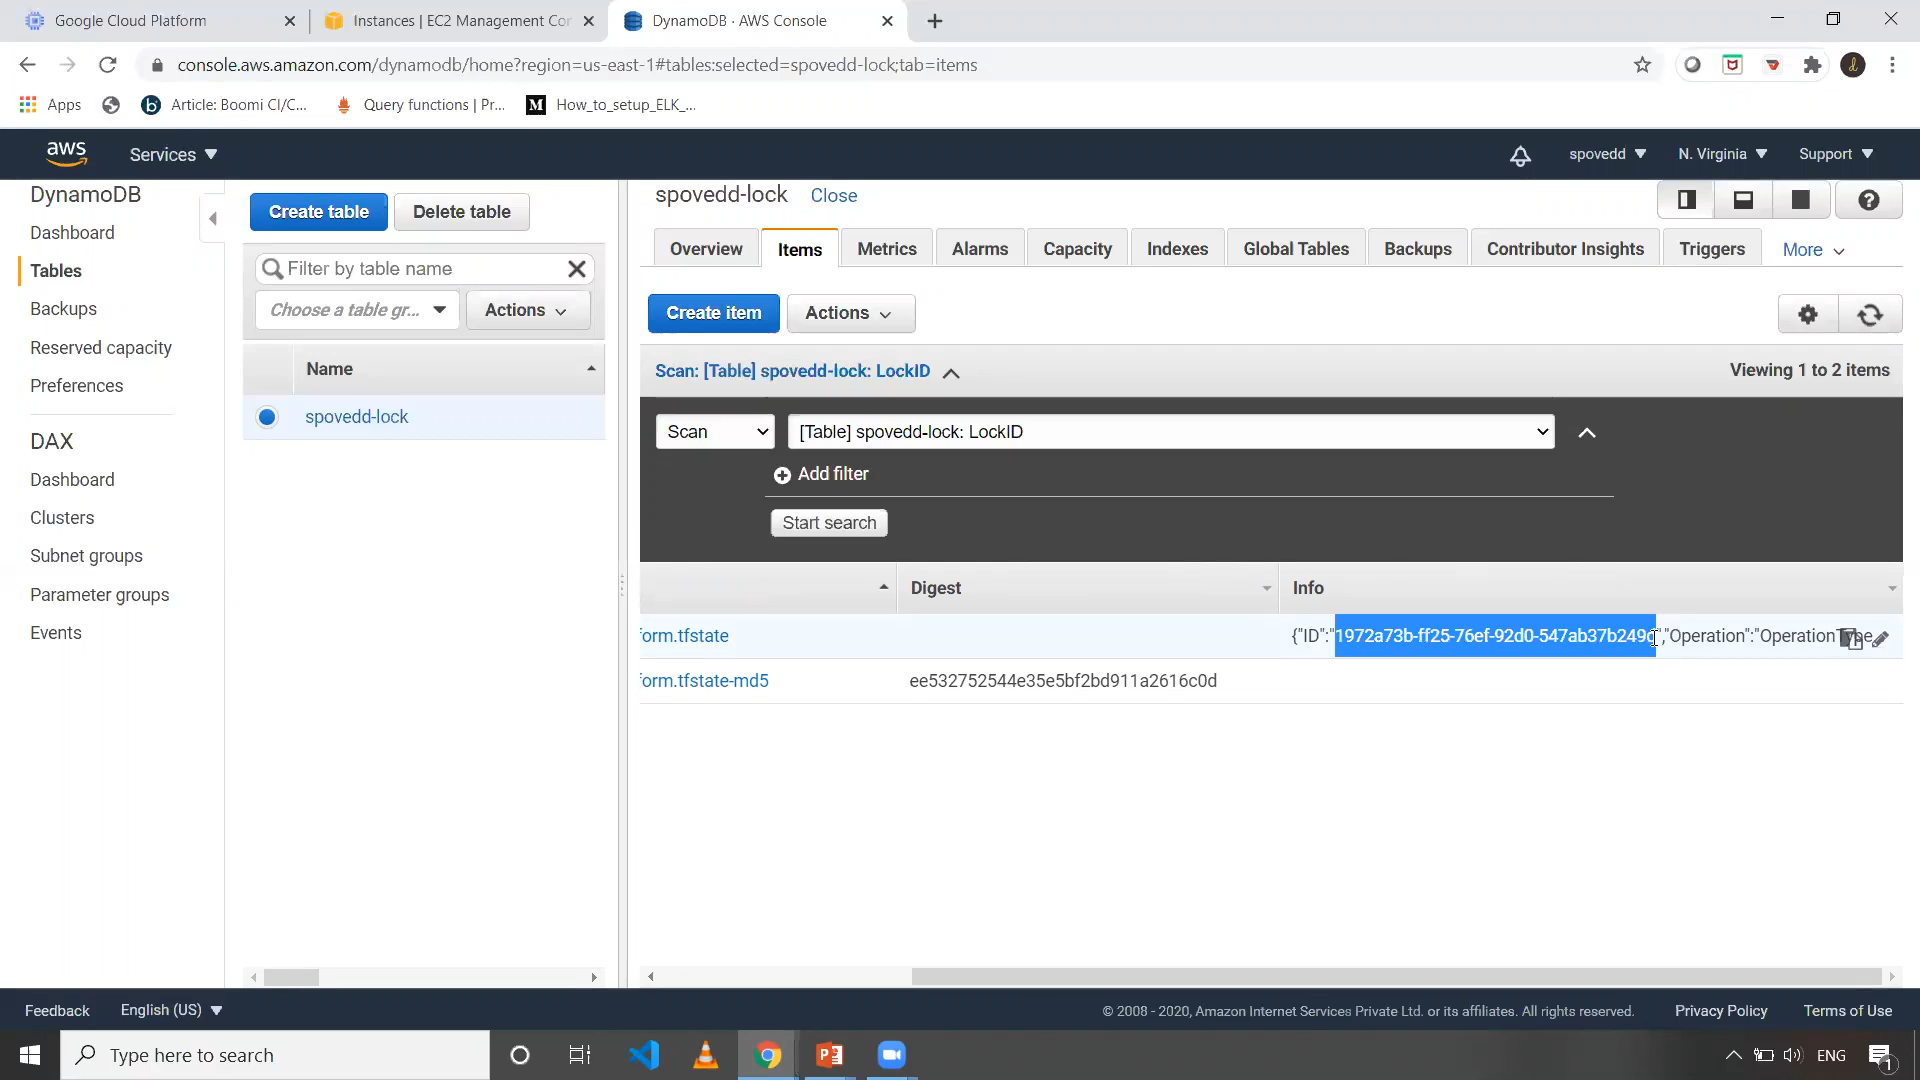 Google Cloud Platform
Instances | EC2 Management Cor
DynamoDB · AWS Console
console.aws.amazon.com/dynamodb/home?region=us-east-1#tables:selected=spovedd-lock;tab=items
Apps
Article: Boomi CI/C...
Query functions | Pr...
How_to_setup_ELK_...
aws
Services
spovedd
N. Virginia
Support
DynamoDB
Dashboard
Tables
Backups
Reserved capacity
Preferences
DAX
Dashboard
Clusters
Subnet groups
Parameter groups
Events
Create table
Delete table
Filter by table name
Choose a table gr...
Actions
Name
spovedd-lock
spovedd-lock
Close
Overview
Items
Metrics
Alarms
Capacity
Indexes
Global Tables
Backups
Contributor Insights
Triggers
More
Create item
Actions
Scan: [Table] spovedd-lock: LockID
Viewing 1 to 2 items
Scan
[Table] spovedd-lock: LockID
Add filter
Start search
Digest
Info
form.tfstate
{"ID":"1972a73b-ff25-76ef-92d0-547ab37b249c","Operation":"OperationType
form.tfstate-md5
ee532752544e35e5bf2bd911a2616c0d
Feedback
English (US)
© 2008 - 2020, Amazon Internet Services Private Ltd. or its affiliates. All rights reserved.
Privacy Policy
Terms of Use
Type here to search
ENG
1